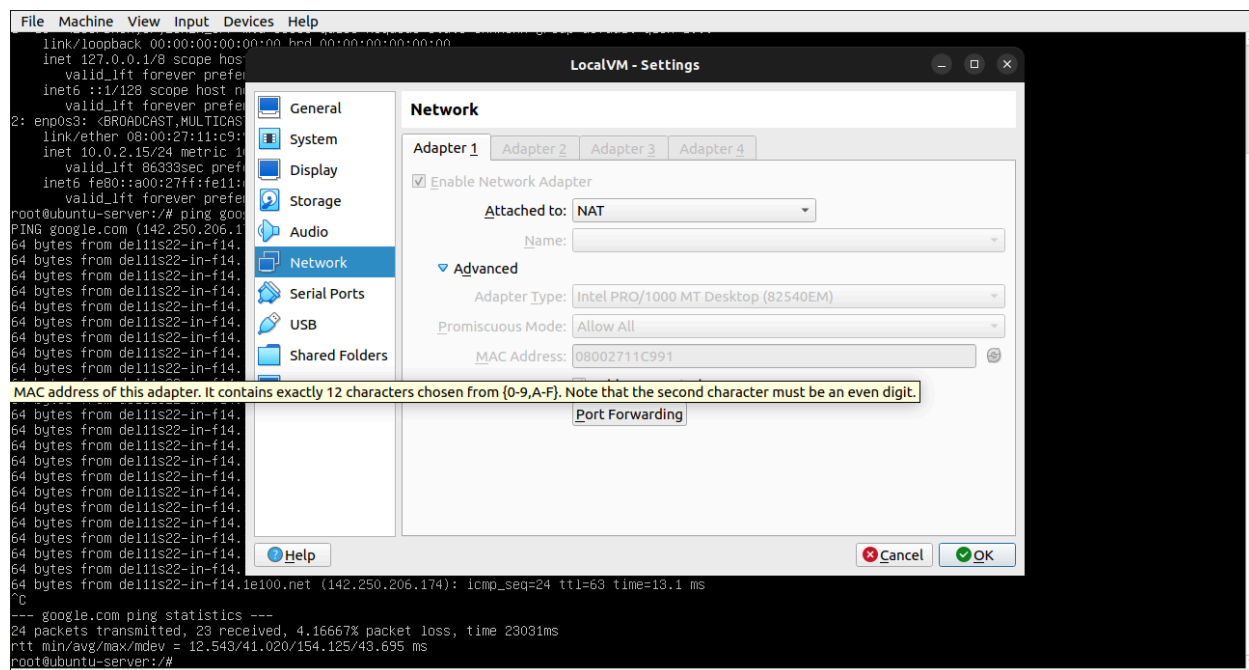 File Machine View Input Devices Help
link/loopback 00:00:00:00:00:00 brd 00:00:00:00:00:00
inet 127.0.0.1/8 scope hos
valid_lft forever prefe
inet6 ::1/128 scope host n
valid_lft forever prefe
2: enp0s3: <BROADCAST,MULTICAS
link/ether 08:00:27:11:c9:
inet 10.0.2.15/24 metric 1
valid_lft 86333sec pref
inet6 fe80::a00:27ff:fe11:
valid_lft forever prefe
root@ubuntu-server:/# ping goo
PING google.com (142.250.206.1
64 bytes from del11s22-in-f14.
64 bytes from del11s22-in-f14.
64 bytes from del11s22-in-f14.
64 bytes from del11s22-in-f14.
64 bytes from del11s22-in-f14.
64 bytes from del11s22-in-f14.
64 bytes from del11s22-in-f14.
64 bytes from del11s22-in-f14.
64 bytes from del11s22-in-f14.
LocalVM - Settings
General
System
Display
Storage
Audio
Network
Serial Ports
USB
Shared Folders
Network
Adapter 1 Adapter 2 Adapter 3 Adapter 4
Enable Network Adapter
Attached to: NAT
Name:
Advanced
Adapter Type: Intel PRO/1000 MT Desktop (82540EM)
Promiscuous Mode: Allow All
MAC Address: 08002711C991
MAC address of this adapter. It contains exactly 12 characters chosen from {0-9,A-F}. Note that the second character must be an even digit.
Port Forwarding
Help
Cancel
OK
64 bytes from del11s22-in-f14.
64 bytes from del11s22-in-f14.
64 bytes from del11s22-in-f14.
64 bytes from del11s22-in-f14.
64 bytes from del11s22-in-f14.
64 bytes from del11s22-in-f14.
64 bytes from del11s22-in-f14.
64 bytes from del11s22-in-f14.
64 bytes from del11s22-in-f14.
64 bytes from del11s22-in-f14.
64 bytes from del11s22-in-f14.
64 bytes from del11s22-in-f14.1e100.net (142.250.206.174): icmp_seq=24 ttl=63 time=13.1 ms
^C
--- google.com ping statistics ---
24 packets transmitted, 23 received, 4.16667% packet loss, time 23031ms
rtt min/avg/max/mdev = 12.543/41.020/154.125/43.695 ms
root@ubuntu-server:/#